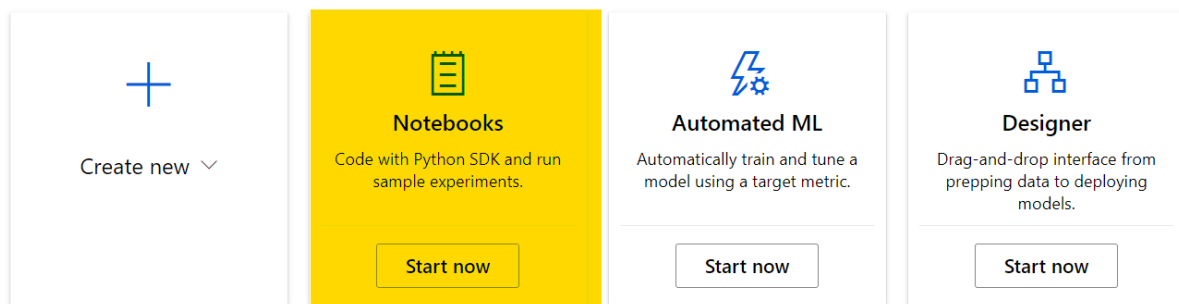 Create new
Notebooks
Code with Python SDK and run
sample experiments.
Start now
Automated ML
Automatically train and tune a
model using a target metric.
Start now
Designer
Drag-and-drop interface from
prepping data to deploying
models.
Start now